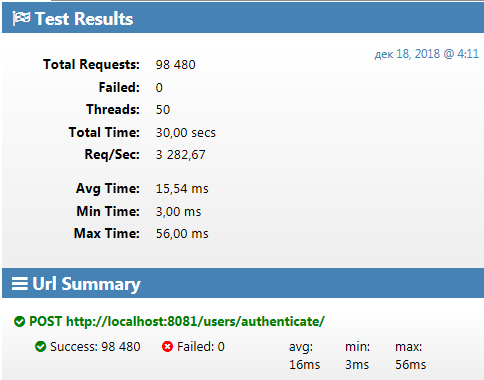 Test Results
дек 18, 2018 @ 4:11
Total Requests: 98 480
Failed: 0
Threads: 50
Total Time: 30,00 secs
Req/Sec: 3 282,67
Avg Time: 15,54 ms
Min Time: 3,00 ms
Max Time: 56,00 ms
Url Summary
POST http://localhost:8081/users/authenticate/
Success: 98 480 Failed: 0 avg: min: max:
16ms 3ms 56ms